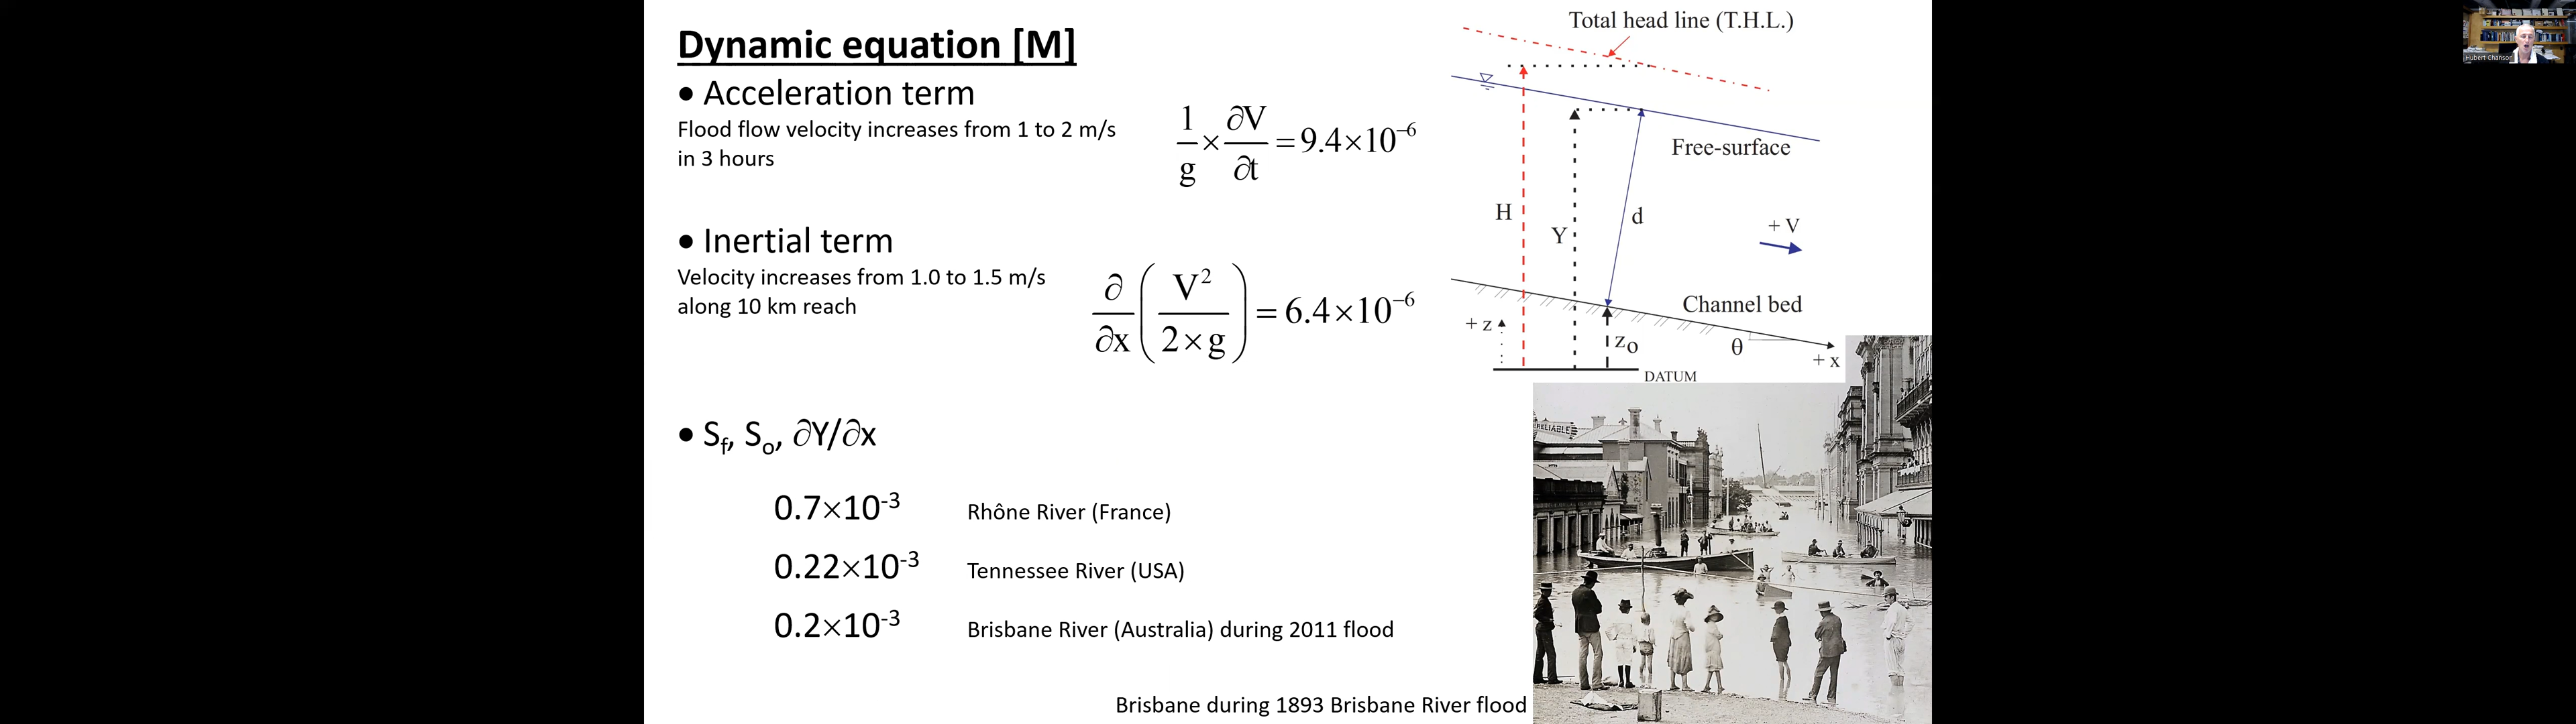 Dynamic equation [M]
• Acceleration term
Flood flow velocity increases from 1 to 2 m/s
in 3 hours
1/g × ∂V/∂t = 9.4×10⁻⁶
• Inertial term
Velocity increases from 1.0 to 1.5 m/s
along 10 km reach
∂/∂x ( V²/2×g ) = 6.4×10⁻⁶
• Sf, So, ∂Y/∂x
0.7×10⁻³ Rhône River (France)
0.22×10⁻³ Tennessee River (USA)
0.2×10⁻³ Brisbane River (Australia) during 2011 flood
Brisbane during 1893 Brisbane River flood
Total head line (T.H.L.)
Free-surface
H
Y
d
+ V
Channel bed
+ z
zo
θ
+ x
DATUM
RELIABLE
Hubert Chanson